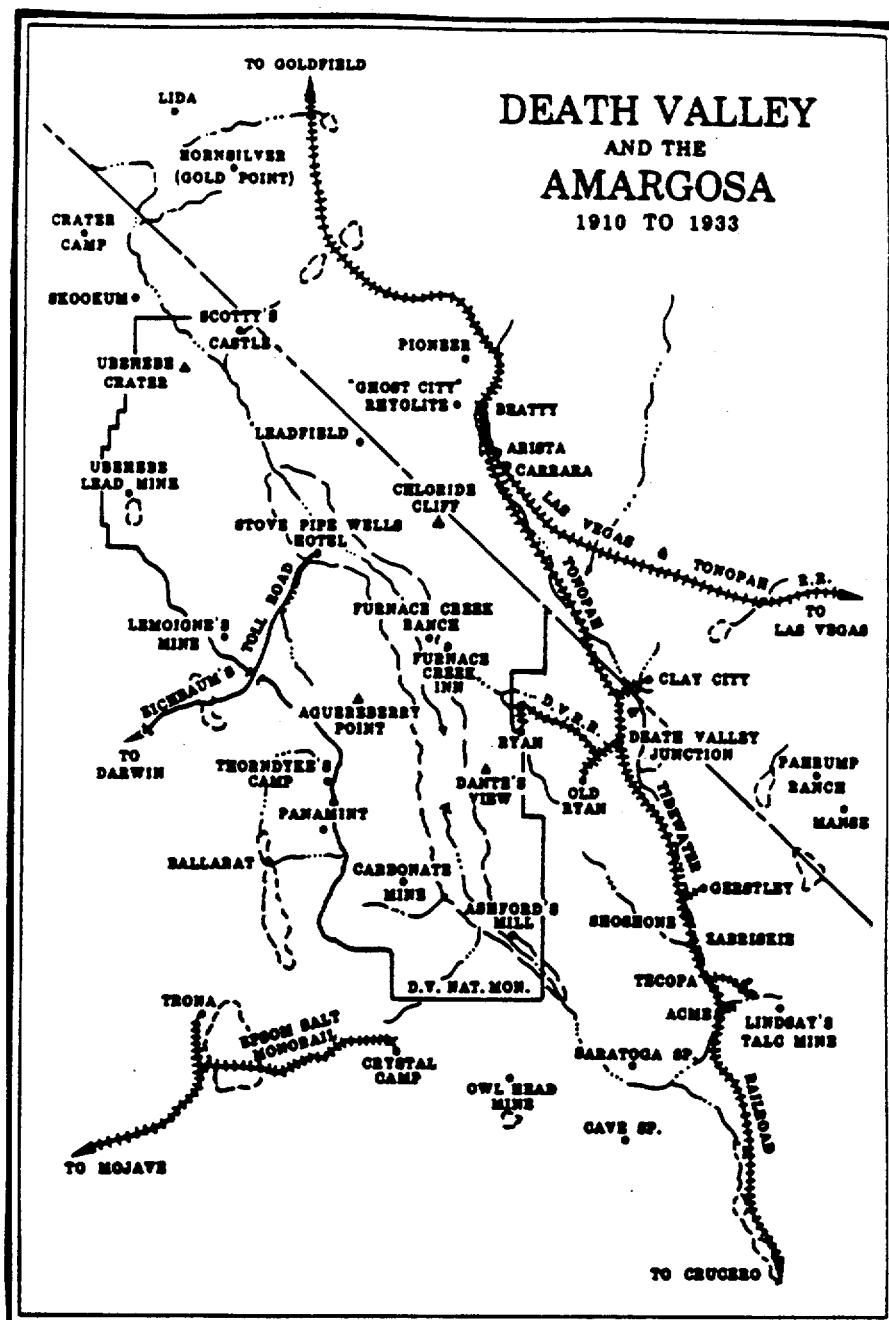 DEATH VALLEY
AND THE
AMARGOSA
1910 TO 1933
TO GOLDFIELD
LIDA
HORNSILVER
(GOLD POINT)
CRATER
CAMP
SKOOKUM
SCOTTY'S
CASTLE
UBEHEBE
CRATER
PIONEER
"GHOST CITY"
RHYOLITE
BEATTY
LEADFIELD
ARISTA
CARRARA
UBEHEBE
LEAD MINE
CHLORIDE
CLIFF
LAS VEGAS & TONOPAH R.R.
TO
LAS VEGAS
STOVE PIPE WELLS
HOTEL
TONOPAH
LEMOIGNE'S
MINE
EICHBAUM'S TOLL ROAD
FURNACE CREEK
RANCH
FURNACE
CREEK
INN
CLAY CITY
D.V.R.R.
TO
DARWIN
AGUEREBERRY
POINT
RYAN
DEATH VALLEY
JUNCTION
THORNDYKE'S
CAMP
DANTE'S
VIEW
OLD
RYAN
PAHRUMP
RANCH
MANSE
PANAMINT
TIDEWATER
BALLARAT
CARBONATE
MINE
GERSTLEY
ASHFORD'S
MILL
SHOSHONE
ZABRISKIE
D.V. NAT. MON.
TECOPA
TRONA
ACME
LINDSAY'S
TALC MINE
EPSOM SALT
MONORAIL
CRYSTAL
CAMP
SARATOGA SP.
OWL HEAD
MINE
CAVE SP.
RAILROAD
TO MOJAVE
TO CRUCERO